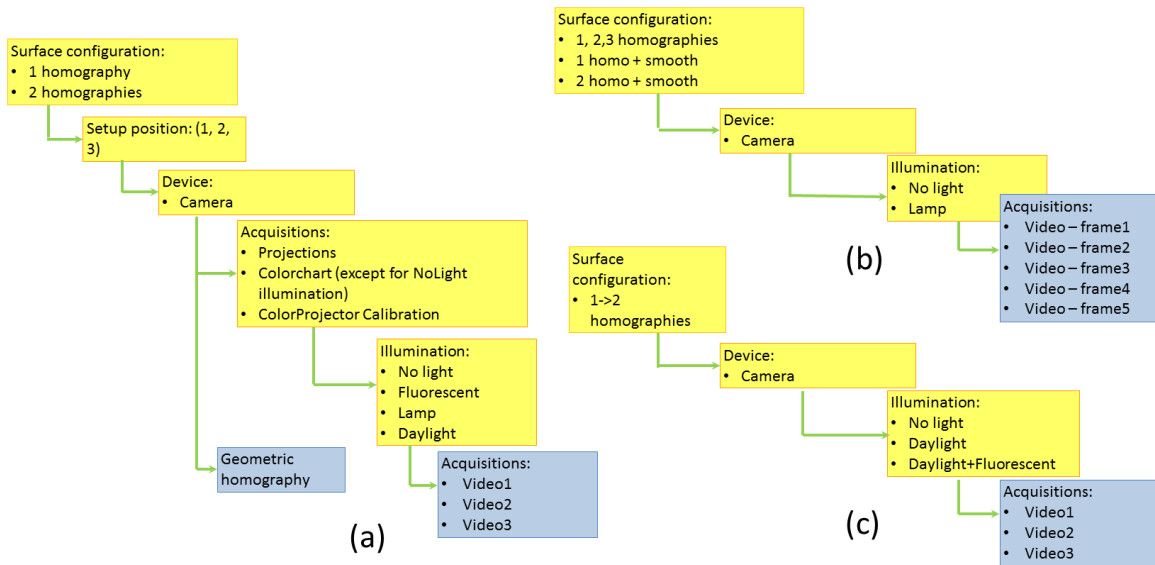 Surface configuration:
• 1 homography
• 2 homographies
Setup position: (1, 2,
3)
Device:
• Camera
Acquisitions:
• Projections
• Colorchart (except for NoLight
illumination)
• ColorProjector Calibration
Illumination:
• No light
• Fluorescent
• Lamp
• Daylight
Geometric
homography
Acquisitions:
• Video1
• Video2
• Video3
(a)
Surface configuration:
• 1, 2,3 homographies
• 1 homo + smooth
• 2 homo + smooth
Device:
• Camera
Illumination:
• No light
• Lamp
Acquisitions:
• Video – frame1
• Video – frame2
• Video – frame3
• Video – frame4
• Video – frame5
(b)
Surface
configuration:
• 1->2
homographies
Device:
• Camera
Illumination:
• No light
• Daylight
• Daylight+Fluorescent
Acquisitions:
• Video1
• Video2
• Video3
(c)